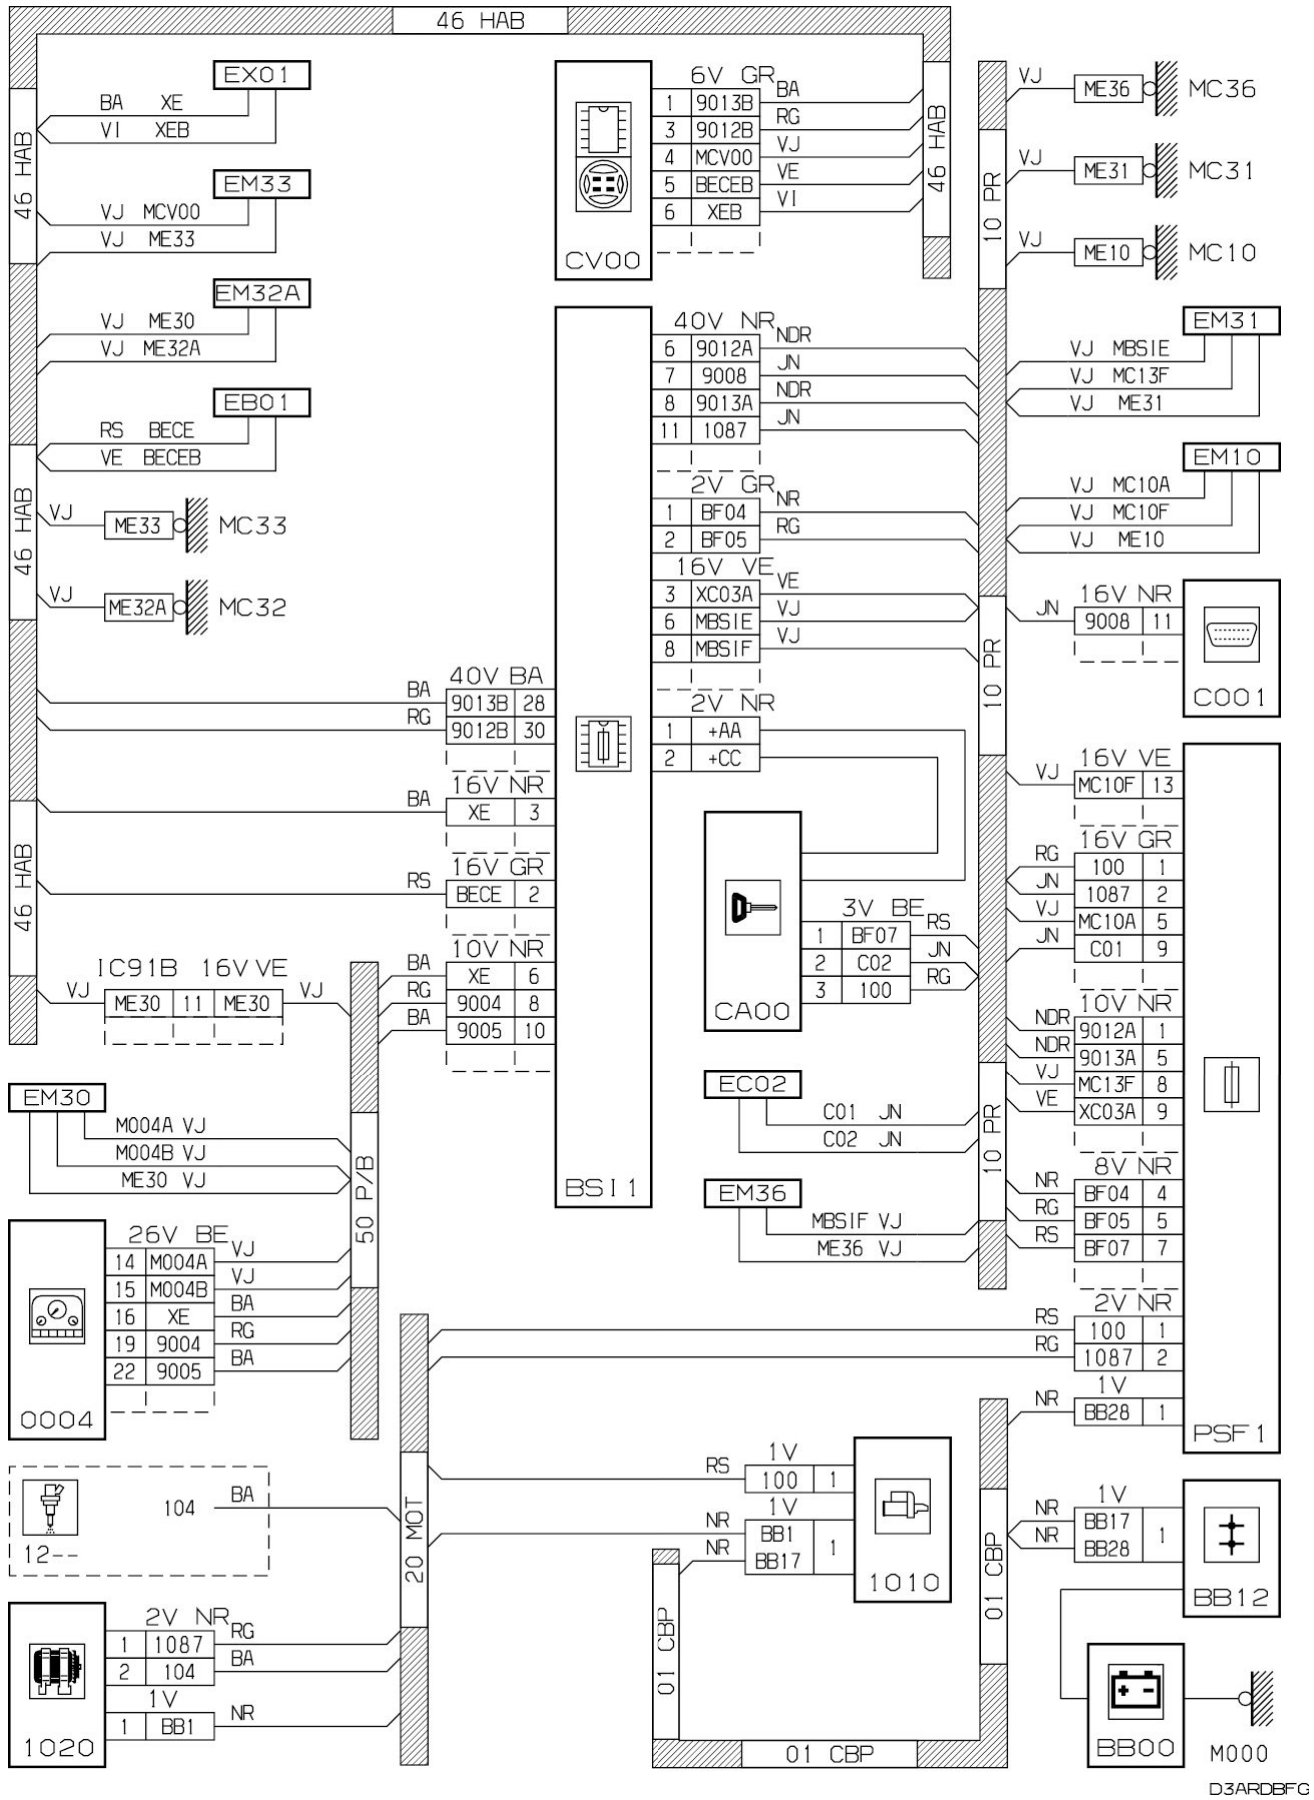 46 HAB
EX01
BA XE
VI XEB
46 HAB
EM33
VJ MCV00
VJ ME33
EM32A
VJ ME30
VJ ME32A
EB01
RS BECE
VE BECEB
46 HAB
VJ ME33 MC33
VJ ME32A MC32
CV00
6V GR
1 9013B BA
3 9012B RG
4 MCV00 VJ
5 BECEB VE
6 XEB VI
46 HAB
10 PR
VJ ME36 MC36
VJ ME31 MC31
VJ ME10 MC10
40V NR
6 9012A NDR
7 9008 JN
8 9013A NDR
11 1087 JN
2V GR
1 BF04 NR
2 BF05 RG
16V VE
3 XC03A VE
6 MBSIE VJ
8 MBSIF VJ
2V NR
1 +AA
2 +CC
EM31
VJ MBSIE
VJ MC13F
VJ ME31
EM10
VJ MC10A
VJ MC10F
VJ ME10
16V NR
JN 9008 11
C001
10 PR
40V BA
BA 9013B 28
RG 9012B 30
16V NR
BA XE 3
16V GR
RS BECE 2
10V NR
BA XE 6
RG 9004 8
BA 9005 10
BSI1
46 HAB
IC91B 16V VE
VJ ME30 11 ME30 VJ
CA00
3V BE
1 BF07 RS
2 C02 JN
3 100 RG
16V VE
VJ MC10F 13
16V GR
RG 100 1
JN 1087 2
VJ MC10A 5
JN C01 9
10V NR
NDR 9012A 1
NDR 9013A 5
VJ MC13F 8
VE XC03A 9
8V NR
NR BF04 4
RG BF05 5
RS BF07 7
2V NR
RS 100 1
RG 1087 2
1V
NR BB28 1
PSF1
EC02
C01 JN
C02 JN
10 PR
EM36
MBSIF VJ
ME36 VJ
EM30
M004A VJ
M004B VJ
ME30 VJ
50 P/B
26V BE
14 M004A VJ
15 M004B VJ
16 XE BA
19 9004 RG
22 9005 BA
0004
104 BA
12--
20 MOT
2V NR
1 1087 RG
2 104 BA
1V
1 BB1 NR
1020
1V
RS 100 1
1V
NR BB1 1
NR BB17
1010
01 CBP
01 CBP
01 CBP
1V
NR BB17 1
NR BB28
BB12
BB00
M000
D3ARDBFG